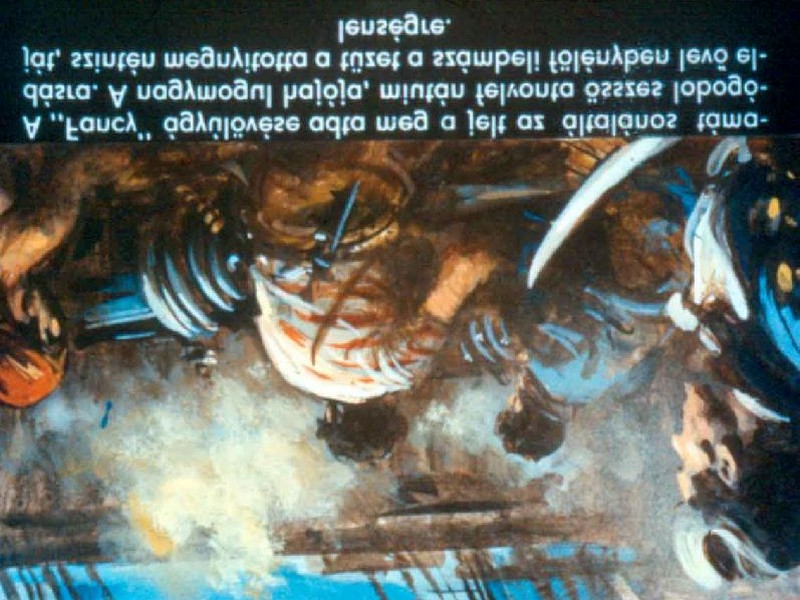 A „Fancy” ágyúlövése adta meg a jelt az általános táma-
dásra. A nagymogul hajója, miután felvonta összes lobogó-
ját, szintén megnyitotta a tüzet a számbeli fölényben levő el-
lenségre.